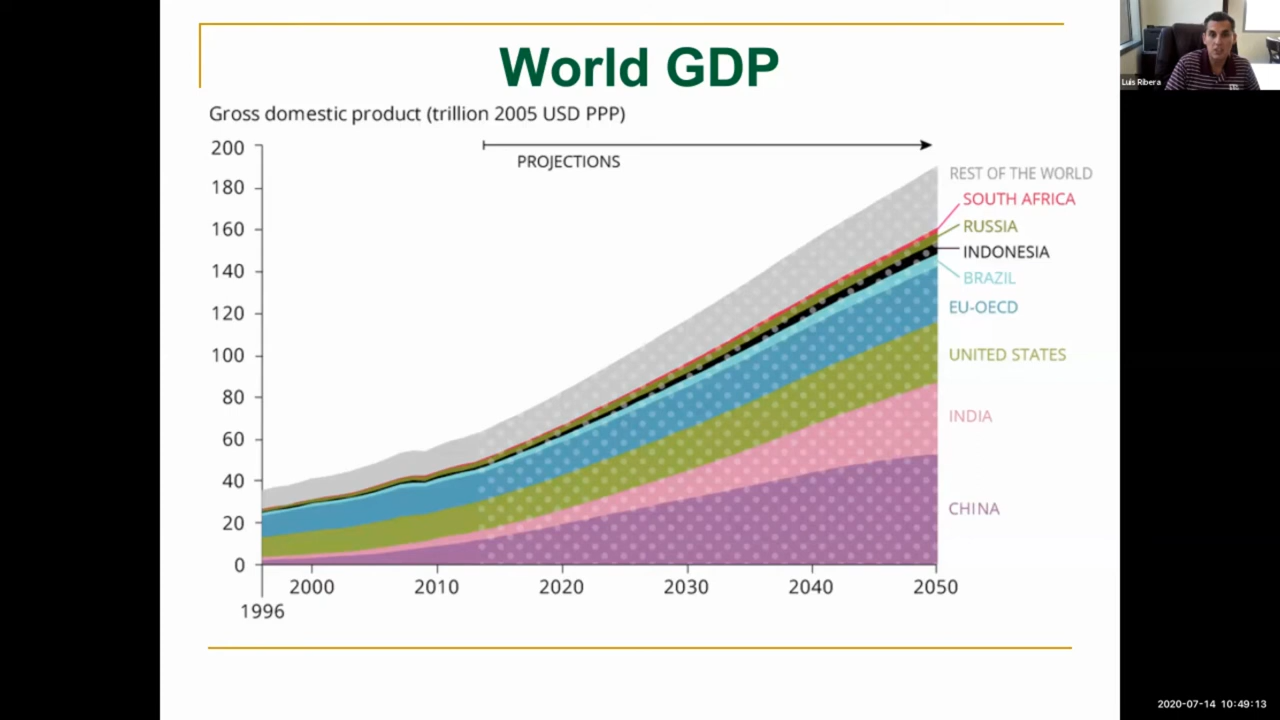 World GDP
Gross domestic product (trillion 2005 USD PPP)
200
180
160
140
120
100
80
60
40
20
0
PROJECTIONS
REST OF THE WORLD
SOUTH AFRICA
RUSSIA
INDONESIA
BRAZIL
EU-OECD
UNITED STATES
INDIA
CHINA
1996
2000
2010
2020
2030
2040
2050
Luis Ribera
2020-07-14 10:49:13